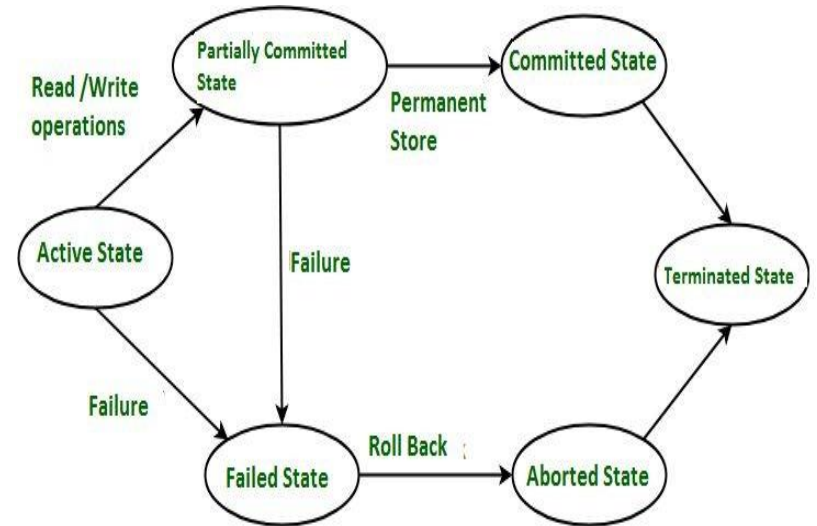 Partially Committed
State
Committed State
Read /Write
operations
Permanent
Store
Active State
Failure
Terminated State
Failure
Roll Back
Failed State
Aborted State